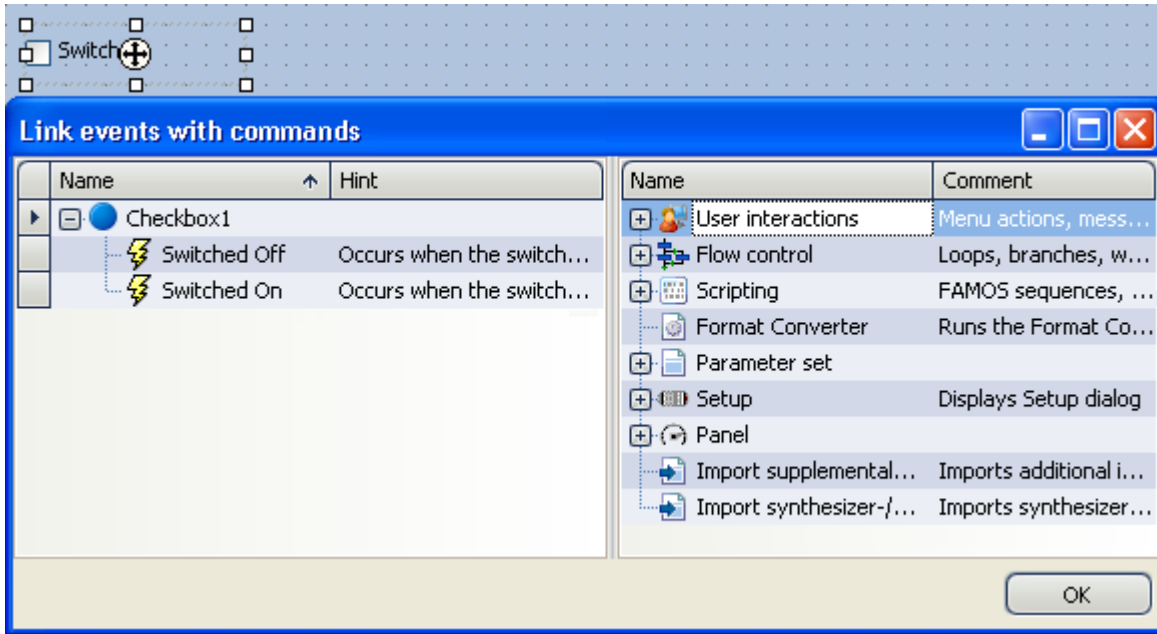 Switch
Link events with commands
Name Hint
Checkbox1
Switched Off Occurs when the switch...
Switched On Occurs when the switch...
Name Comment
User interactions Menu actions, mess...
Flow control Loops, branches, w...
Scripting FAMOS sequences, ...
Format Converter Runs the Format Co...
Parameter set
Setup Displays Setup dialog
Panel
Import supplemental... Imports additional i...
Import synthesizer-/... Imports synthesizer...
OK